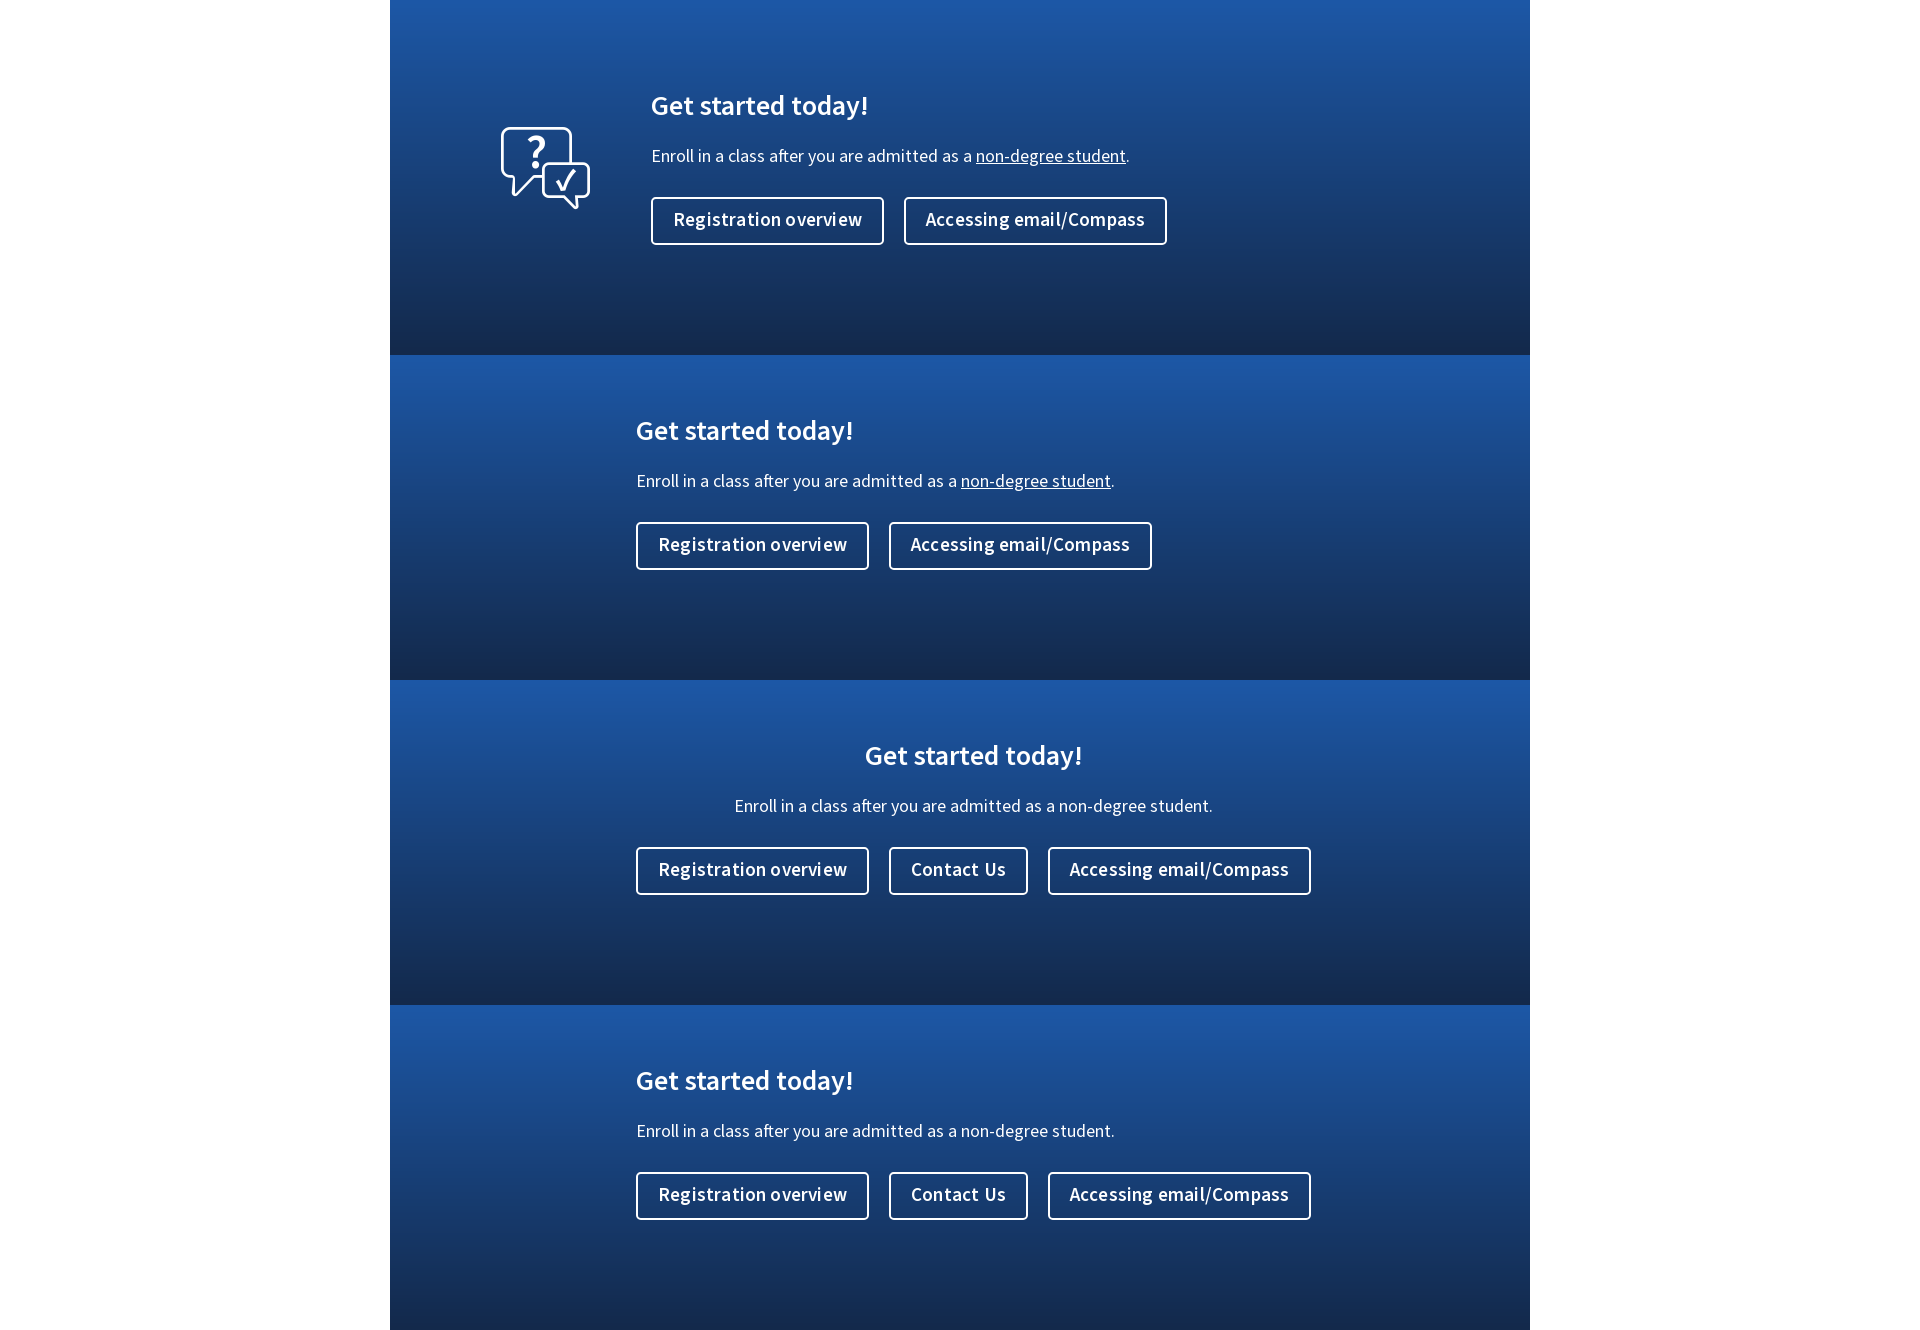 Get started today!
Enroll in a class after you are admitted as a non-degree student.
Registration overview Accessing email/Compass
Get started today!
Enroll in a class after you are admitted as a non-degree student.
Registration overview Accessing email/Compass
Get started today!
Enroll in a class after you are admitted as a non-degree student.
Registration overview Contact Us Accessing email/Compass
Get started today!
Enroll in a class after you are admitted as a non-degree student.
Registration overview Contact Us Accessing email/Compass